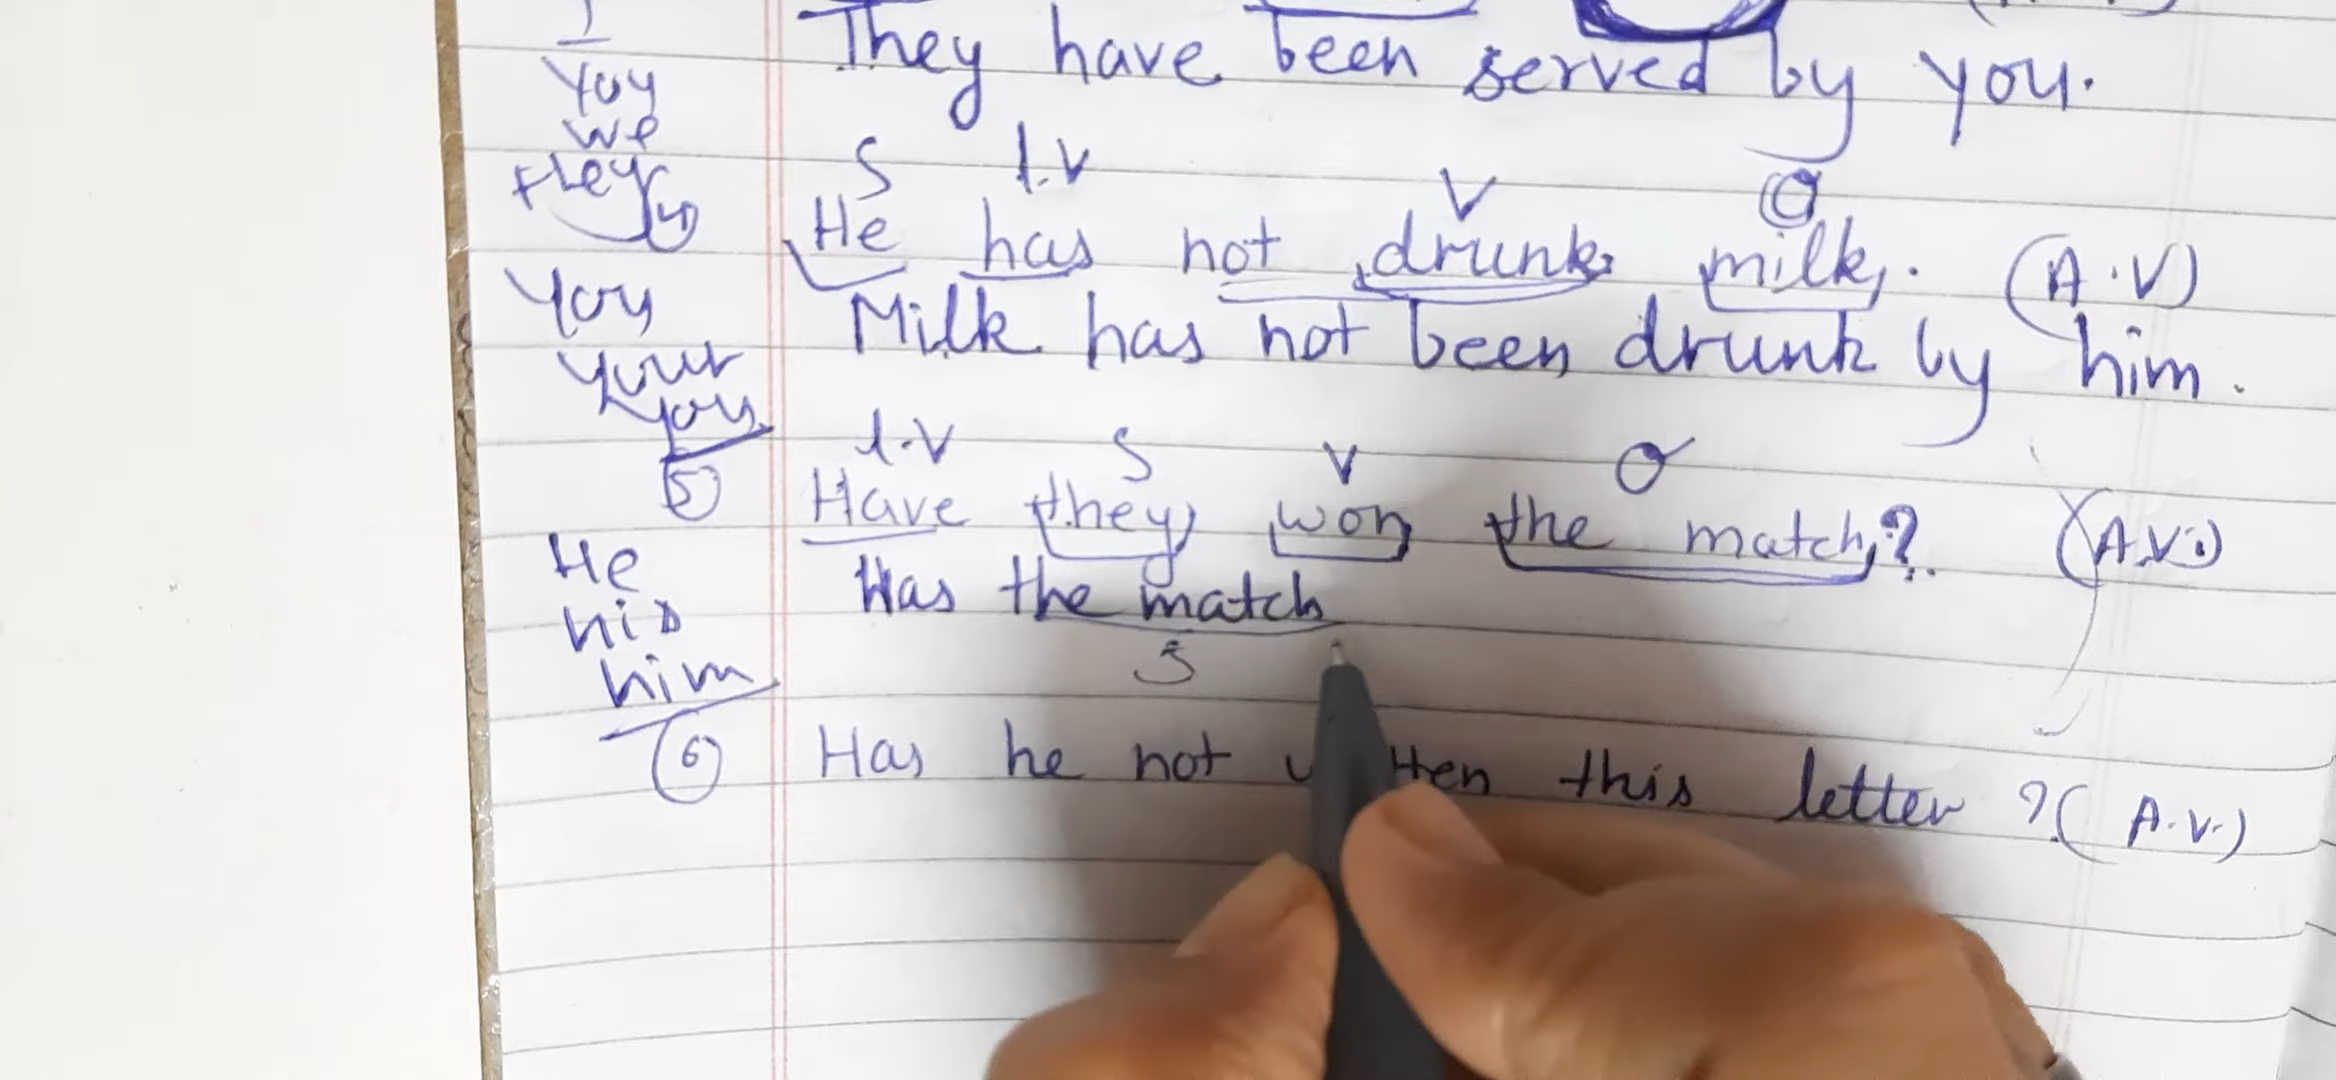 I
You
we
they
They have been served by you.
S I.V V O
4 He has not drunk milk. (A.V)
Milk has not been drunk by him.
You
your
you
I.V S V O
5 Have they won the match? (A.V.)
Has the match
S
He
his
him
6 Has he not this letter ? (A.V.)